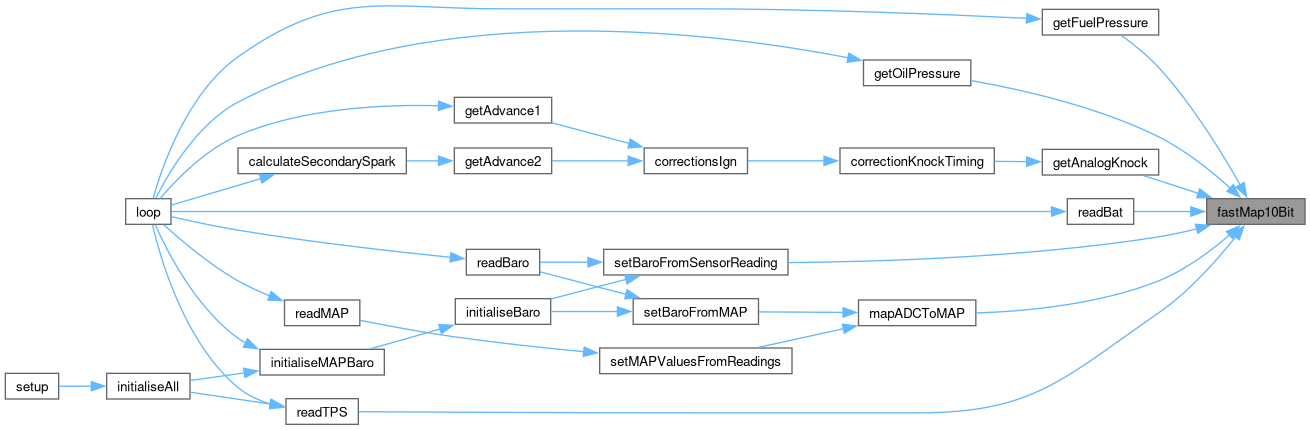 getFuelPressure
getOilPressure
getAdvance1
calculateSecondarySpark
getAdvance2
correctionsIgn
correctionKnockTiming
getAnalogKnock
loop
readBat
fastMap10Bit
readBaro
setBaroFromSensorReading
readMAP
initialiseBaro
setBaroFromMAP
mapADCToMAP
initialiseMAPBaro
setMAPValuesFromReadings
setup
initialiseAll
readTPS